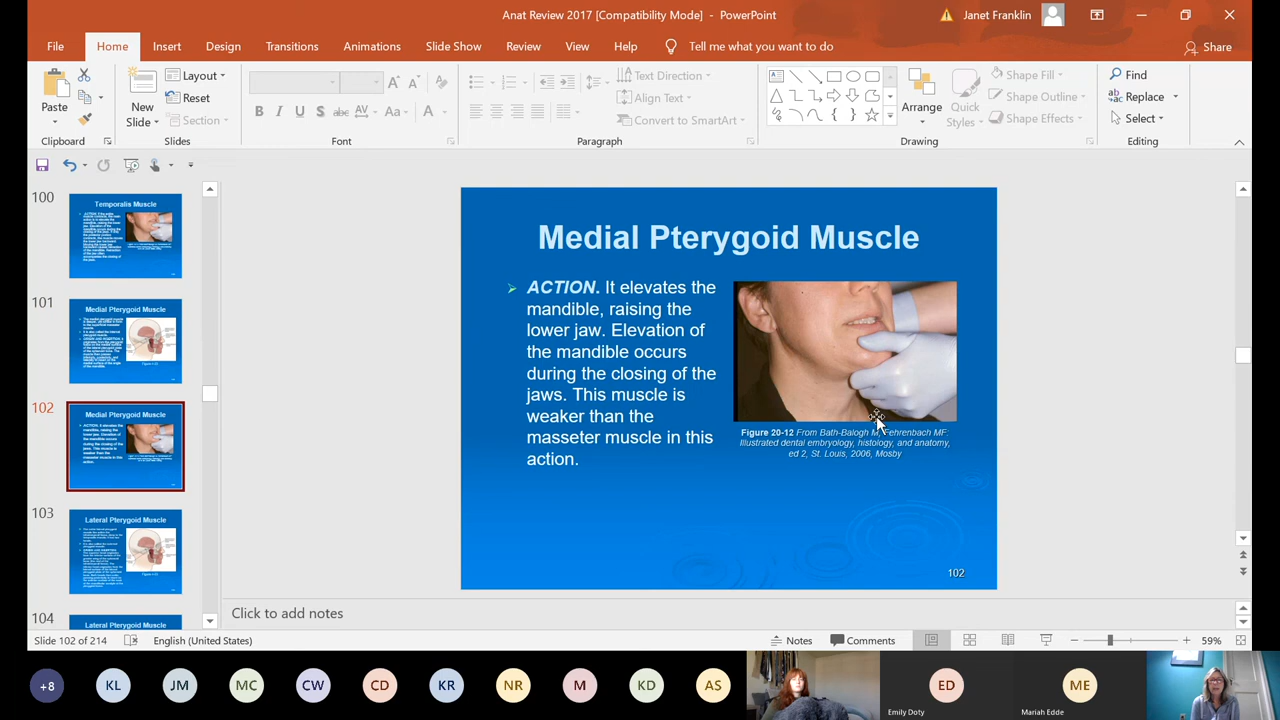 Anat Review 2017 [Compatibility Mode] - PowerPoint
Janet Franklin
File Home Insert Design Transitions Animations Slide Show Review View Help Tell me what you want to do Share
Paste
New Slide
Layout
Reset
Section
Text Direction
Align Text
Convert to SmartArt
Arrange
Quick Styles
Shape Fill
Shape Outline
Shape Effects
Find
Replace
Select
Clipboard Slides Font Paragraph Drawing Editing
100
Temporalis Muscle
101
Medial Pterygoid Muscle
102
Medial Pterygoid Muscle
103
Lateral Pterygoid Muscle
104
Lateral Pterygoid Muscle
Medial Pterygoid Muscle
ACTION. It elevates the
mandible, raising the
lower jaw. Elevation of
the mandible occurs
during the closing of the
jaws. This muscle is
weaker than the
masseter muscle in this
action.
Figure 20-12 From Bath-Balogh M, Fehrenbach MF:
Illustrated dental embryology, histology, and anatomy,
ed 2, St. Louis, 2006, Mosby
102
Click to add notes
Slide 102 of 214 English (United States) Notes Comments 59%
+8 KL JM MC CW CD KR NR M KD AS ED ME
Emily Doty
Mariah Edde